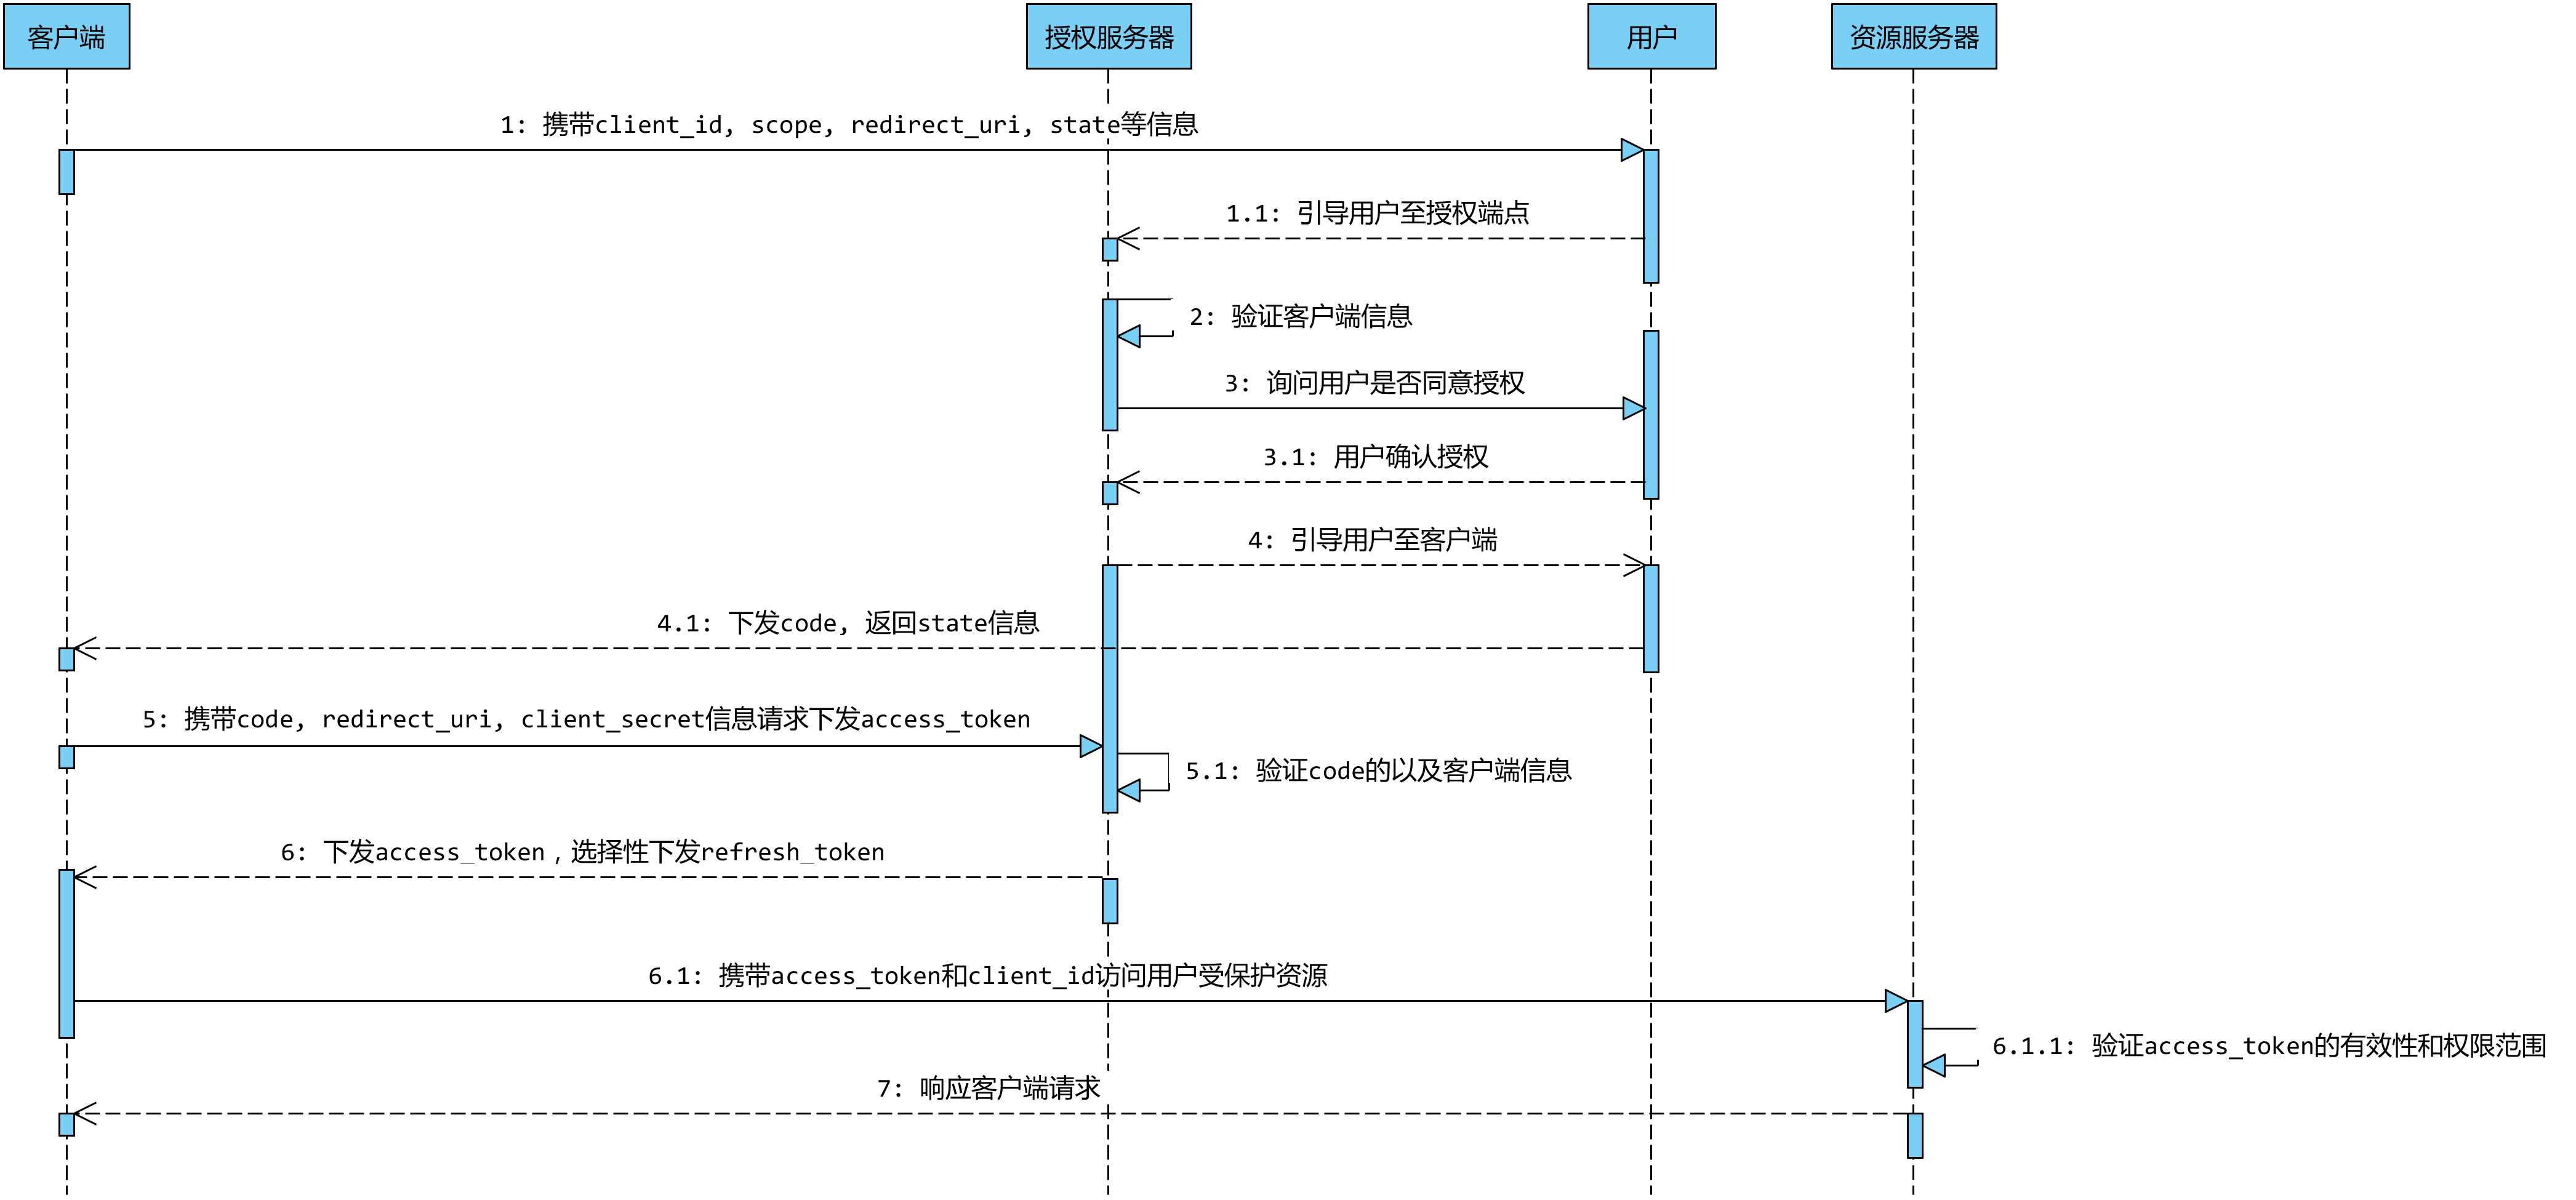 客户端
授权服务器
用户
资源服务器
1: 携带client_id, scope, redirect_uri, state等信息
1.1: 引导用户至授权端点
2: 验证客户端信息
3: 询问用户是否同意授权
3.1: 用户确认授权
4: 引导用户至客户端
4.1: 下发code, 返回state信息
5: 携带code, redirect_uri, client_secret信息请求下发access_token
5.1: 验证code的以及客户端信息
6: 下发access_token，选择性下发refresh_token
6.1: 携带access_token和client_id访问用户受保护资源
6.1.1: 验证access_token的有效性和权限范围
7: 响应客户端请求